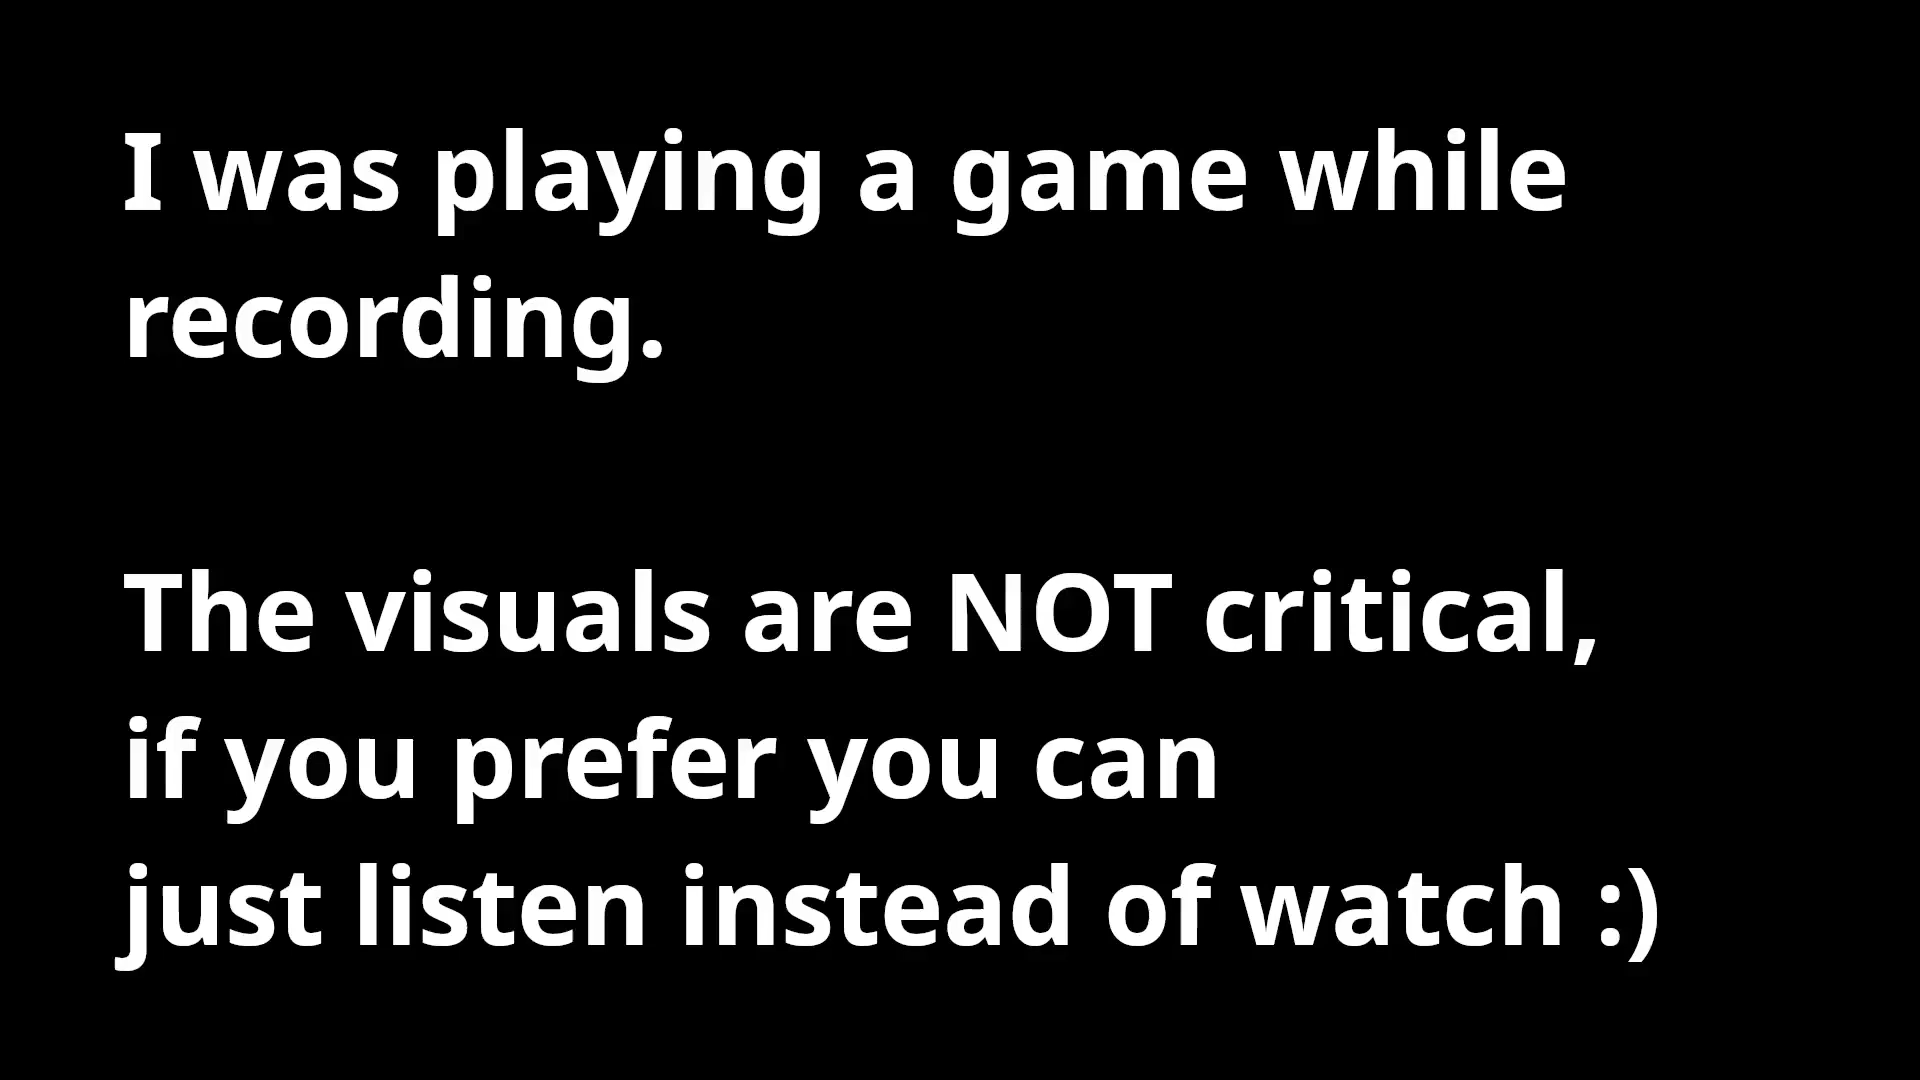 I was playing a game while
recording.
The visuals are NOT critical,
if you prefer you can
just listen instead of watch :)